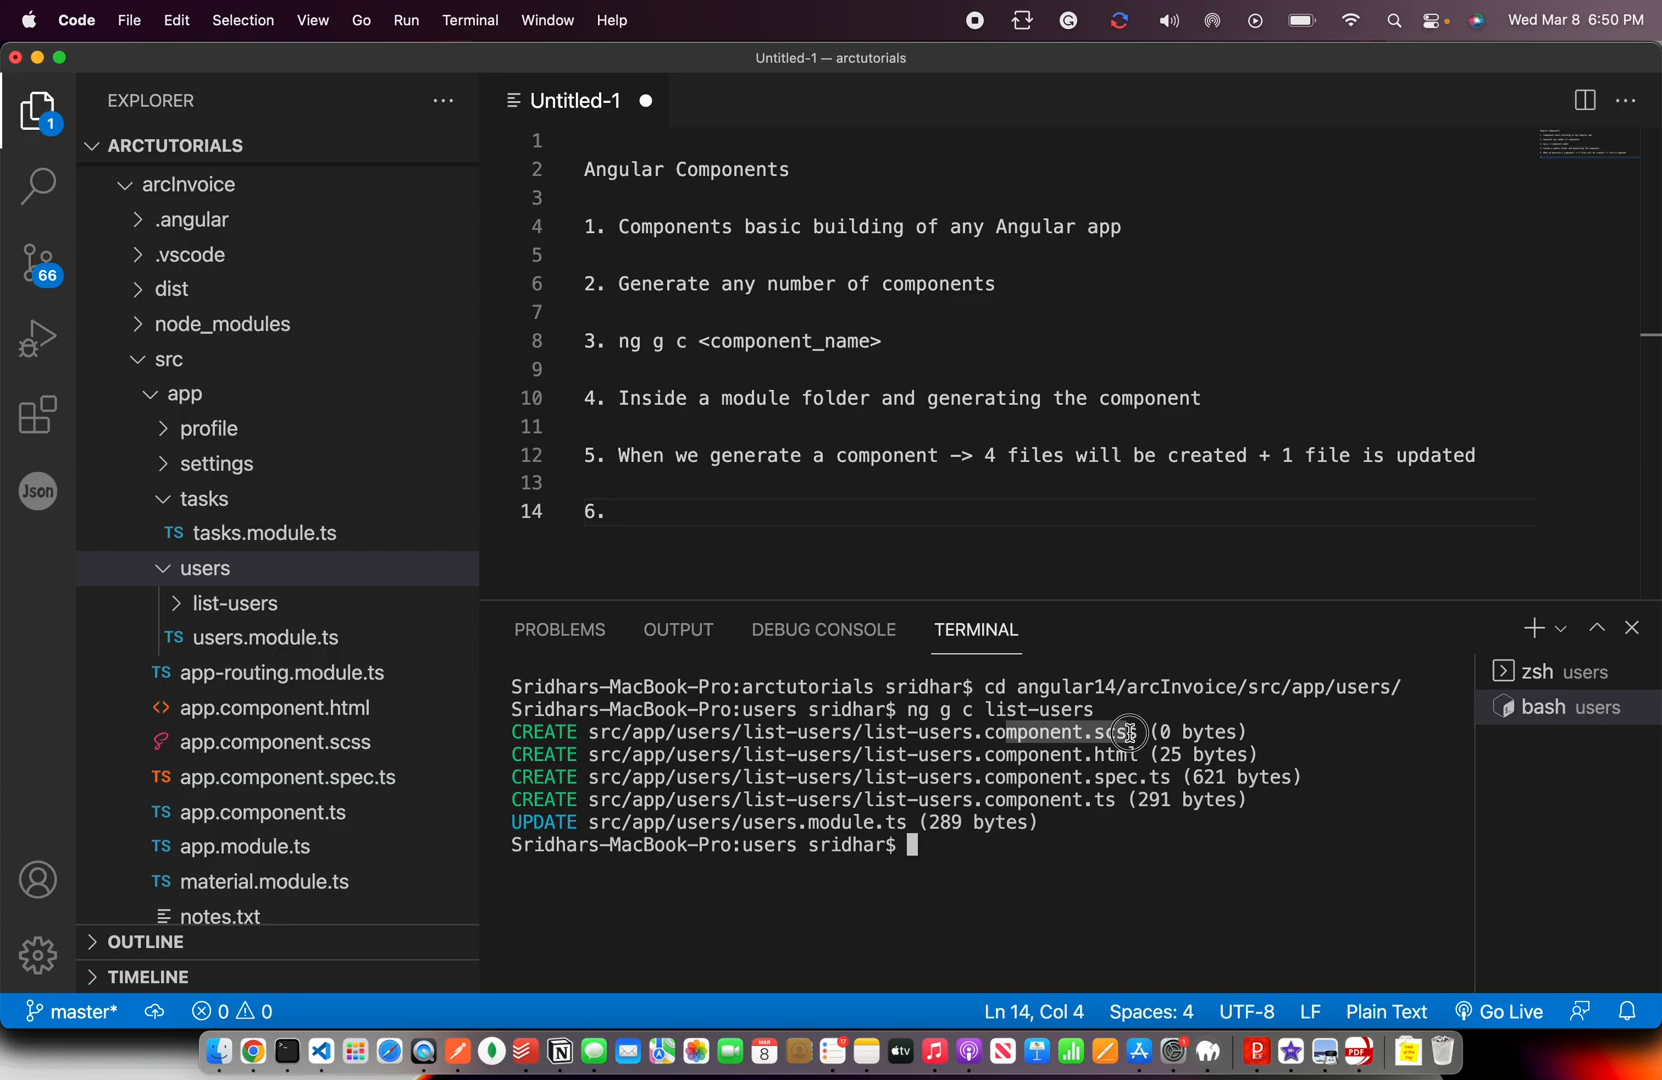 Code File Edit Selection View Go Run Terminal Window Help Wed Mar 8 6:50 PM
Untitled-1 — arctutorials
EXPLORER
Untitled-1
1
ARCTUTORIALS
arcInvoice
.angular
.vscode
dist
node_modules
src
app
profile
settings
tasks
TS tasks.module.ts
users
list-users
TS users.module.ts
TS app-routing.module.ts
<> app.component.html
app.component.scss
TS app.component.spec.ts
TS app.component.ts
TS app.module.ts
TS material.module.ts
notes.txt
OUTLINE
TIMELINE
66
Json
1
2 Angular Components
3
4 1. Components basic building of any Angular app
5
6 2. Generate any number of components
7
8 3. ng g c <component_name>
9
10 4. Inside a module folder and generating the component
11
12 5. When we generate a component -> 4 files will be created + 1 file is updated
13
14 6.
PROBLEMS OUTPUT DEBUG CONSOLE TERMINAL
Sridhars-MacBook-Pro:arctutorials sridhar$ cd angular14/arcInvoice/src/app/users/
Sridhars-MacBook-Pro:users sridhar$ ng g c list-users
CREATE src/app/users/list-users/list-users.component.scss (0 bytes)
CREATE src/app/users/list-users/list-users.component.html (25 bytes)
CREATE src/app/users/list-users/list-users.component.spec.ts (621 bytes)
CREATE src/app/users/list-users/list-users.component.ts (291 bytes)
UPDATE src/app/users/users.module.ts (289 bytes)
Sridhars-MacBook-Pro:users sridhar$
zsh users
bash users
master* 0 0 Ln 14, Col 4 Spaces: 4 UTF-8 LF Plain Text Go Live